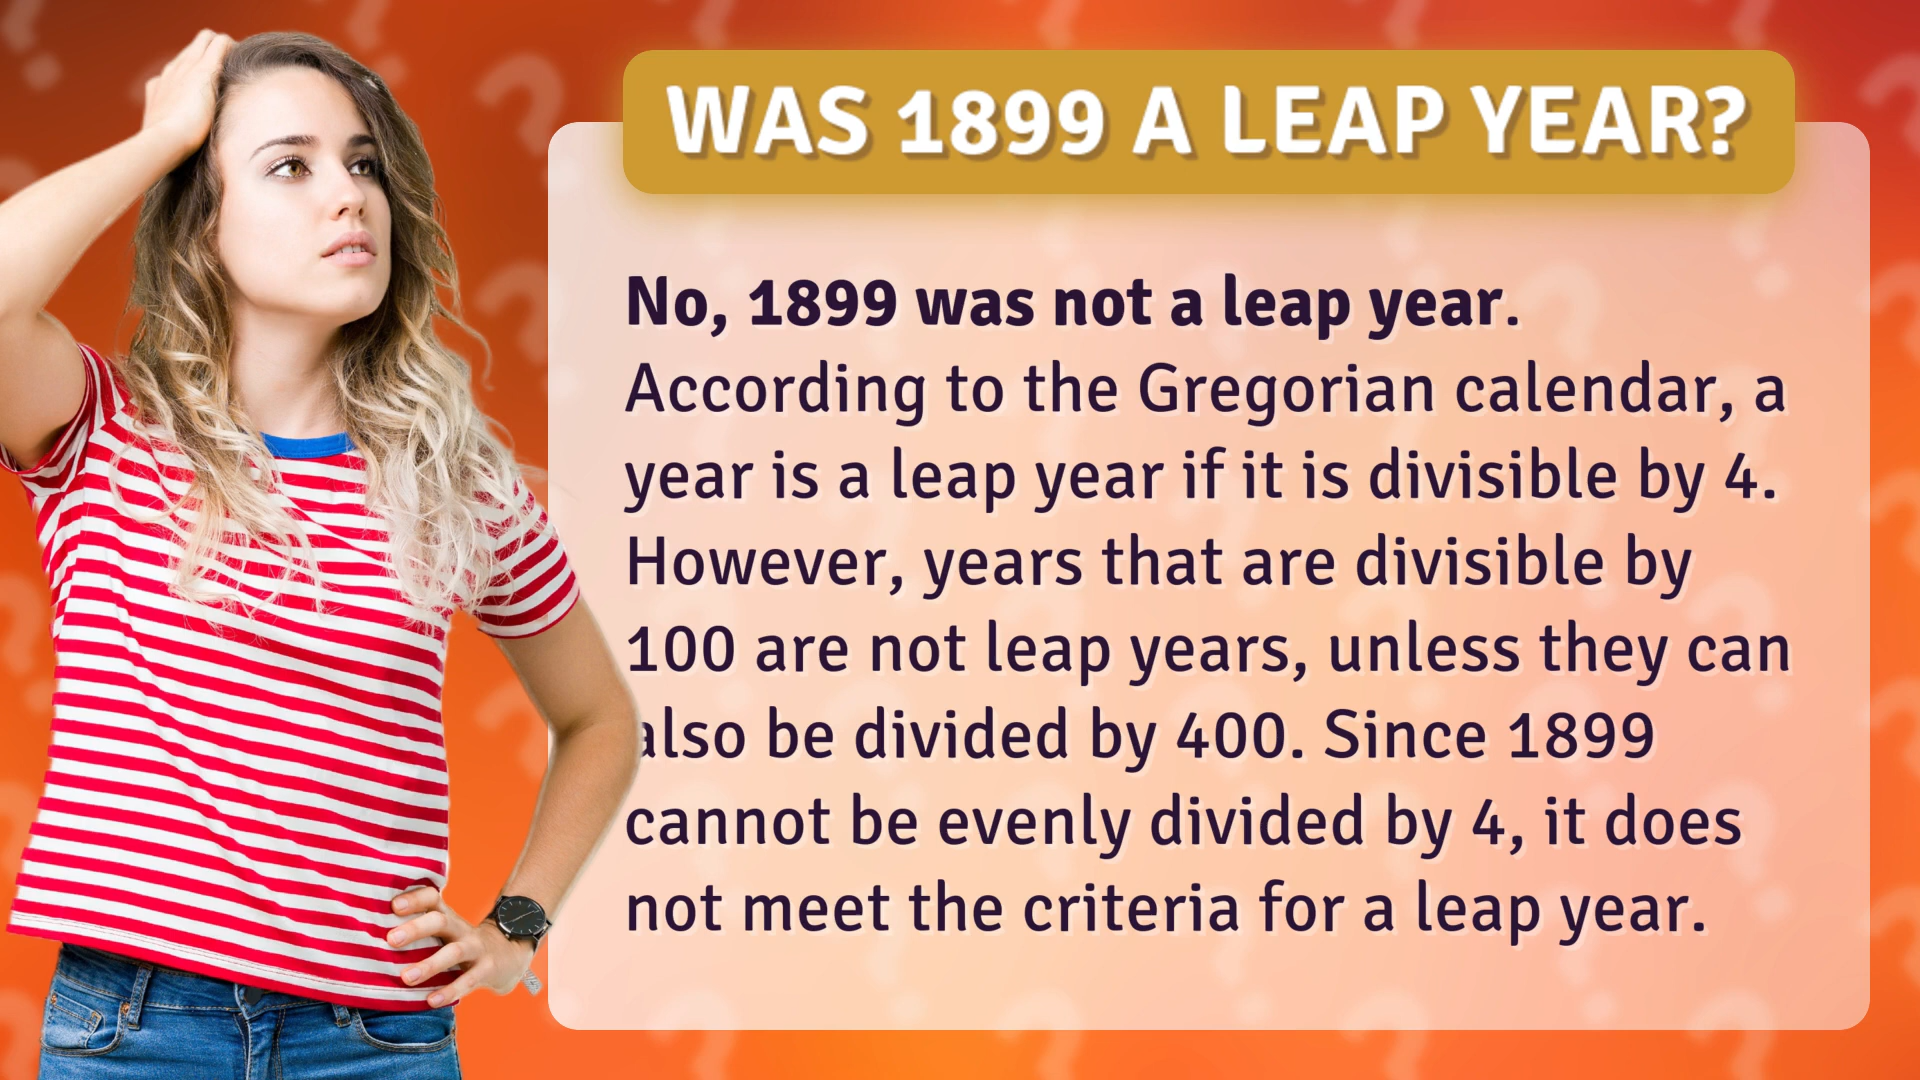 WAS 1899 A LEAP YEAR?
No, 1899 was not a leap year.
According to the Gregorian calendar, a
year is a leap year if it is divisible by 4.
However, years that are divisible by
100 are not leap years, unless they can
also be divided by 400. Since 1899
cannot be evenly divided by 4, it does
not meet the criteria for a leap year.